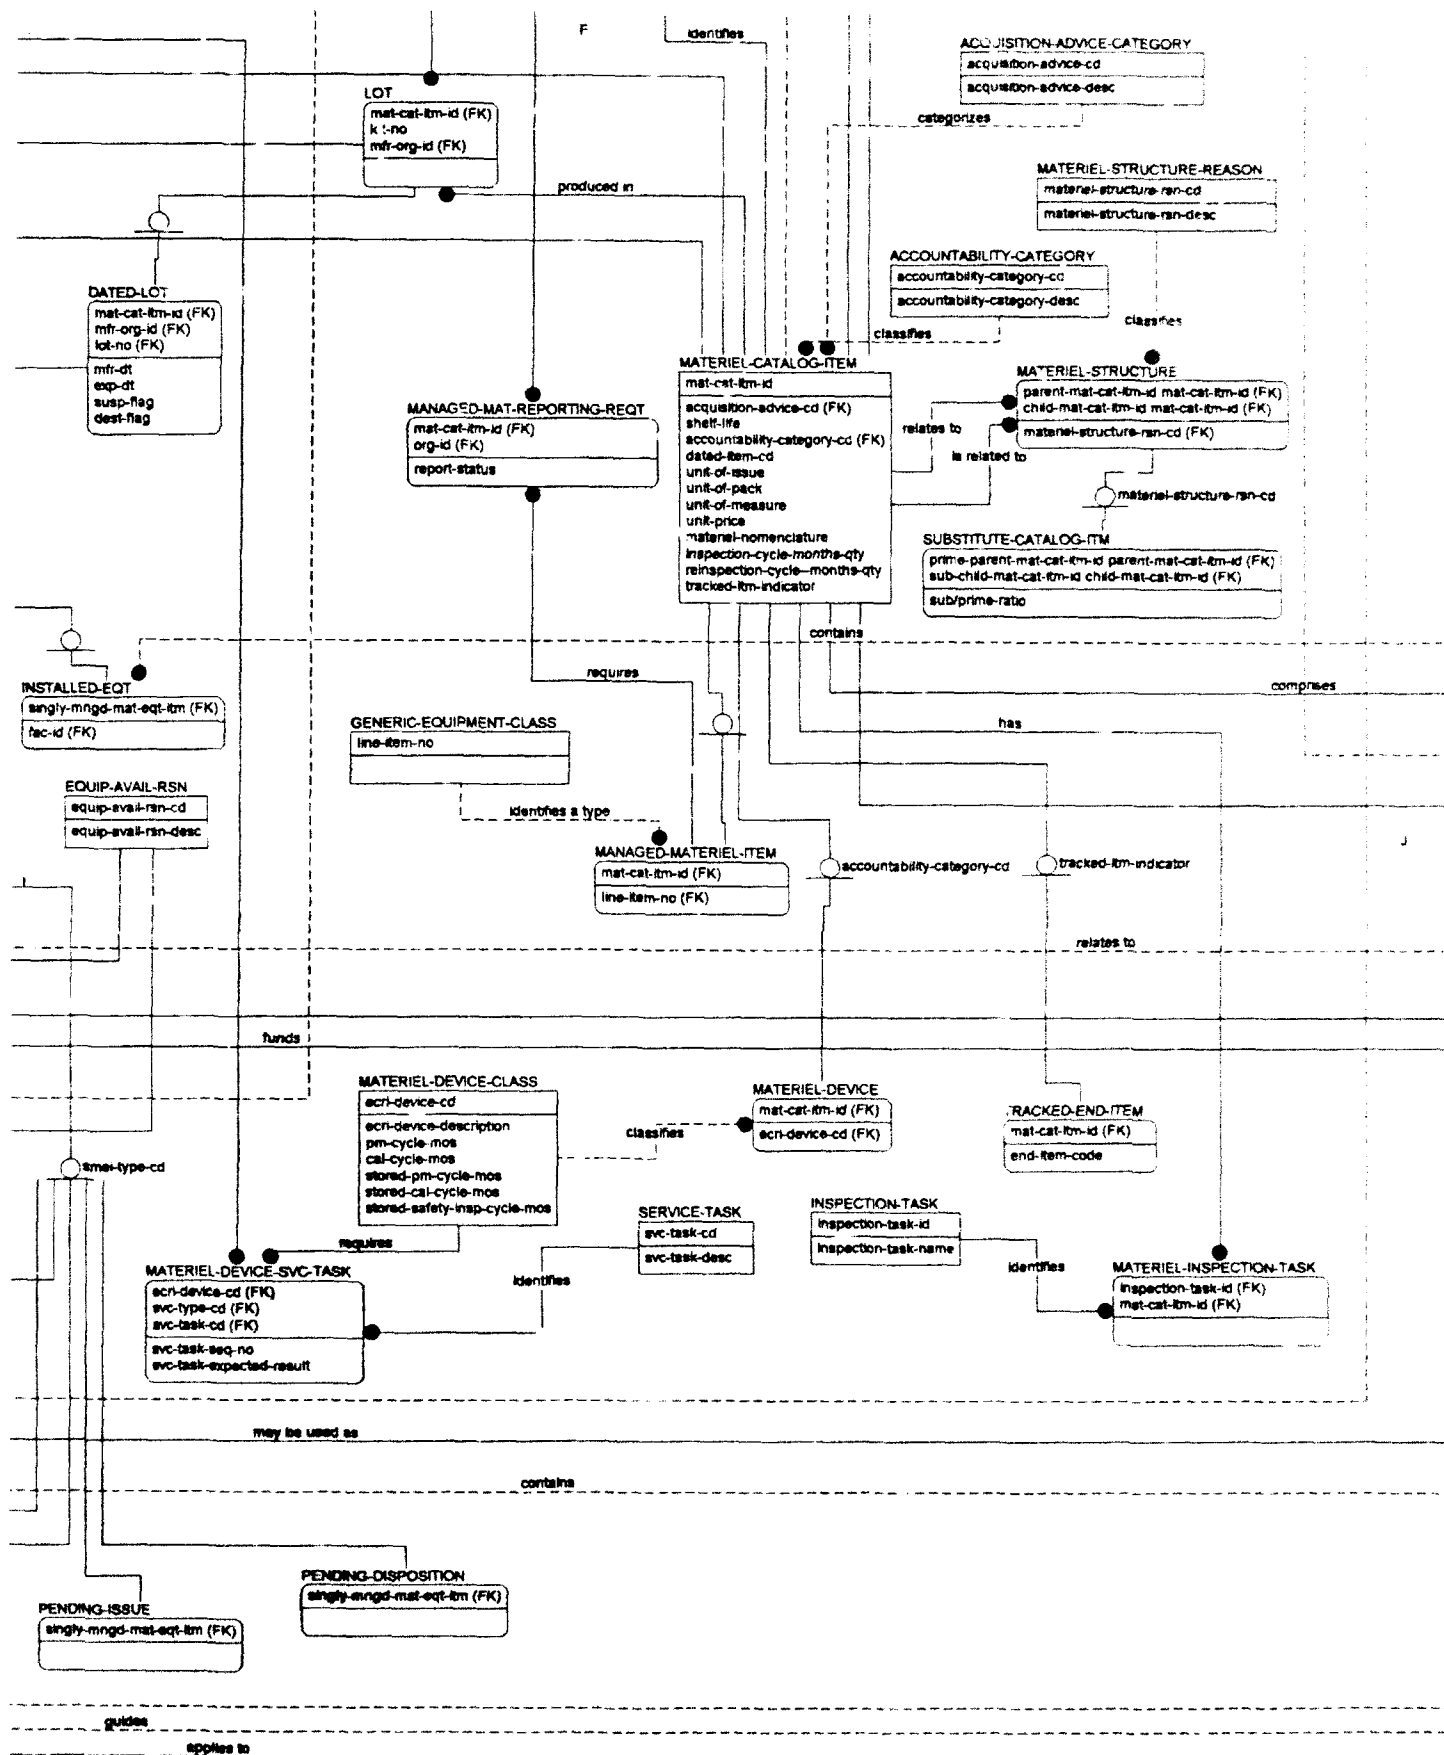 F
identifies
ACQUISITION-ADVICE-CATEGORY
acquisition-advice-cd
acquisition-advice-desc
categorizes
LOT
mat-cat-itm-id (FK)
mfr-org-id (FK)
produced in
MATERIEL-STRUCTURE-REASON
materiel-structure-rsn-cd
materiel-structure-rsn-desc
ACCOUNTABILITY-CATEGORY
accountability-category-cd
accountability-category-desc
classifies
classifies
DATED-LOT
mat-cat-itm-id (FK)
mfr-org-id (FK)
lot-no (FK)
mfr-dt
exp-dt
susp-flag
dest-flag
MATERIEL-CATALOG-ITEM
mat-cat-itm-id
acquisition-advice-cd (FK)
shelf-life
accountability-category-cd (FK)
dated-item-cd
unit-of-issue
unit-of-pack
unit-of-measure
unit-price
materiel-nomenclature
inspection-cycle-months-qty
reinspection-cycle--months-qty
tracked-itm-indicator
MATERIEL-STRUCTURE
parent-mat-cat-itm-id mat-cat-itm-id (FK)
child-mat-cat-itm-id mat-cat-itm-id (FK)
materiel-structure-rsn-cd (FK)
relates to
is related to
MANAGED-MAT-REPORTING-REQT
mat-cat-itm-id (FK)
org-id (FK)
report-status
materiel-structure-rsn-cd
SUBSTITUTE-CATALOG-ITM
prime-parent-mat-cat-itm-id parent-mat-cat-itm-id (FK)
sub-child-mat-cat-itm-id child-mat-cat-itm-id (FK)
sub/prime-ratio
contains
requires
comprises
has
INSTALLED-EQT
singly-mngd-mat-eqt-itm (FK)
fac-id (FK)
GENERIC-EQUIPMENT-CLASS
line-item-no
identifies a type
EQUIP-AVAIL-RSN
equip-avail-rsn-cd
equip-avail-rsn-desc
MANAGED-MATERIEL-ITEM
mat-cat-itm-id (FK)
line-item-no (FK)
accountability-category-cd
tracked-itm-indicator
J
relates to
funds
MATERIEL-DEVICE-CLASS
ecri-device-cd
ecri-device-description
pm-cycle-mos
cal-cycle-mos
stored-pm-cycle-mos
stored-cal-cycle-mos
stored-safety-insp-cycle-mos
classifies
MATERIEL-DEVICE
mat-cat-itm-id (FK)
ecri-device-cd (FK)
TRACKED-END-ITEM
mat-cat-itm-id (FK)
end-item-code
smei-type-cd
requires
SERVICE-TASK
svc-task-cd
svc-task-desc
identifies
INSPECTION-TASK
inspection-task-id
inspection-task-name
identifies
MATERIEL-INSPECTION-TASK
inspection-task-id (FK)
mat-cat-itm-id (FK)
MATERIEL-DEVICE-SVC-TASK
ecri-device-cd (FK)
svc-type-cd (FK)
svc-task-cd (FK)
svc-task-seq-no
svc-task-expected-result
may be used as
contains
PENDING-DISPOSITION
singly-mngd-mat-eqt-itm (FK)
PENDING-ISSUE
singly-mngd-mat-eqt-itm (FK)
guides
applies to